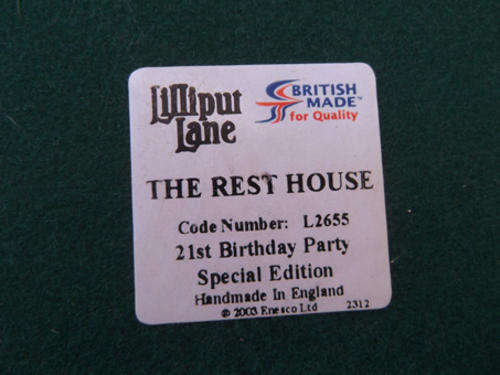 Lilliput
Lane
BRITISH
MADE™
for Quality
THE REST HOUSE
Code Number: L2655
21st Birthday Party
Special Edition
Handmade In England
© 2003 Enesco Ltd 2312